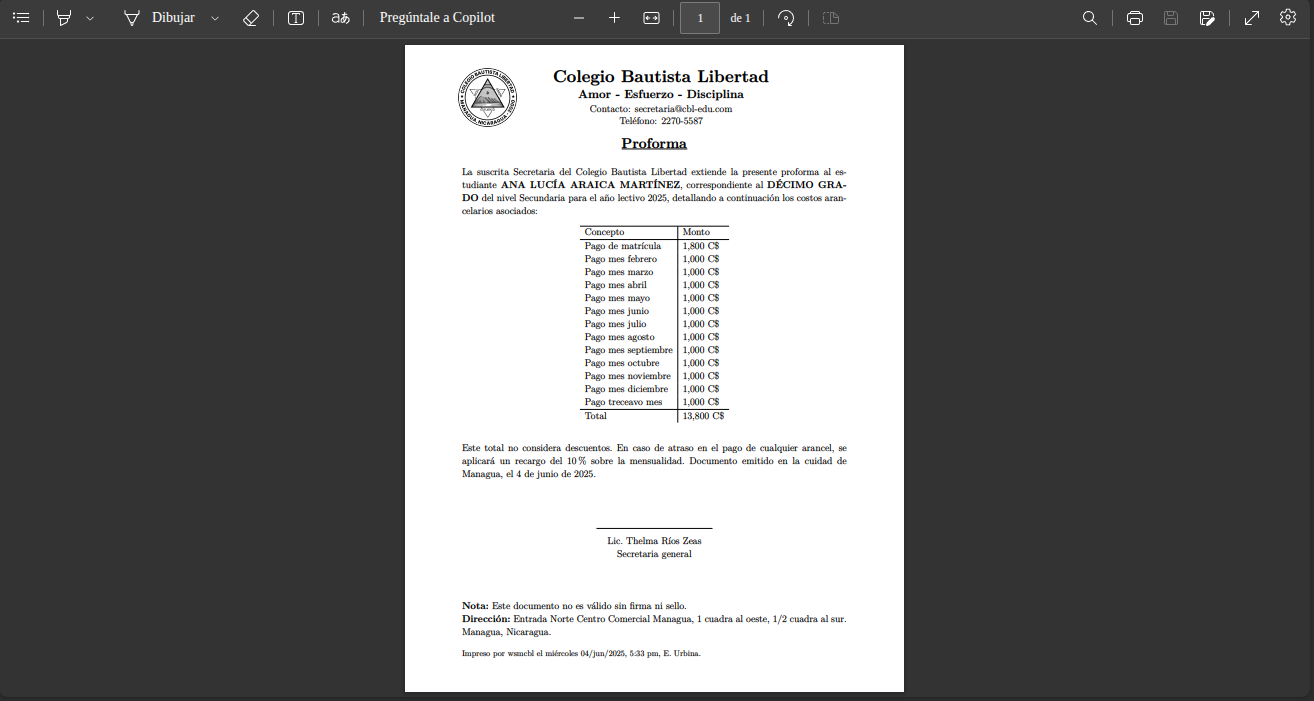 Dibujar
aあ
Pregúntale a Copilot
1
de 1
COLEGIO BAUTISTA LIBERTAD
MANAGUA, NICARAGUA
Colegio Bautista Libertad
Amor - Esfuerzo - Disciplina
Contacto: secretaria@cbl-edu.com
Teléfono: 2270-5587
Proforma
La suscrita Secretaria del Colegio Bautista Libertad extiende la presente proforma al es-
tudiante ANA LUCÍA ARAICA MARTÍNEZ, correspondiente al DÉCIMO GRA-
DO del nivel Secundaria para el año lectivo 2025, detallando a continuación los costos aran-
celarios asociados:
Concepto Monto
Pago de matrícula 1,800 C$
Pago mes febrero 1,000 C$
Pago mes marzo 1,000 C$
Pago mes abril 1,000 C$
Pago mes mayo 1,000 C$
Pago mes junio 1,000 C$
Pago mes julio 1,000 C$
Pago mes agosto 1,000 C$
Pago mes septiembre 1,000 C$
Pago mes octubre 1,000 C$
Pago mes noviembre 1,000 C$
Pago mes diciembre 1,000 C$
Pago treceavo mes 1,000 C$
Total 13,800 C$
Este total no considera descuentos. En caso de atraso en el pago de cualquier arancel, se
aplicará un recargo del 10 % sobre la mensualidad. Documento emitido en la cuidad de
Managua, el 4 de junio de 2025.
Lic. Thelma Ríos Zeas
Secretaria general
Nota: Este documento no es válido sin firma ni sello.
Dirección: Entrada Norte Centro Comercial Managua, 1 cuadra al oeste, 1/2 cuadra al sur.
Managua, Nicaragua.
Impreso por wsmcbl el miércoles 04/jun/2025, 5:33 pm, E. Urbina.